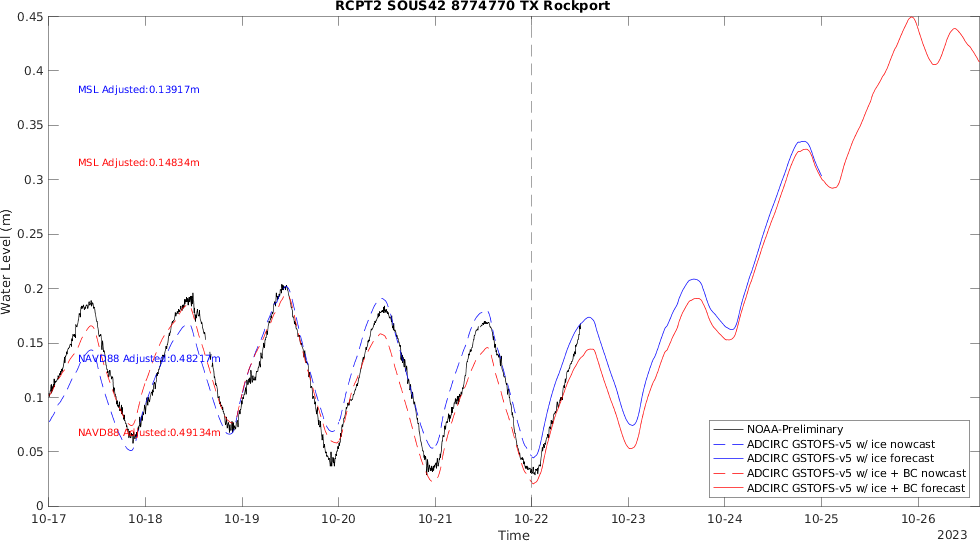 RCPT2 SOUS42 8774770 TX Rockport
0.45
0.4
0.35
0.3
0.25
0.2
0.15
0.1
0.05
0
Water Level (m)
MSL Adjusted:0.13917m
MSL Adjusted:0.14834m
NAVD88 Adjusted:0.48217m
NAVD88 Adjusted:0.49134m
NOAA-Preliminary
ADCIRC GSTOFS-v5 w/ ice nowcast
ADCIRC GSTOFS-v5 w/ ice forecast
ADCIRC GSTOFS-v5 w/ ice + BC nowcast
ADCIRC GSTOFS-v5 w/ ice + BC forecast
10-17 10-18 10-19 10-20 10-21 10-22 10-23 10-24 10-25 10-26
Time
2023